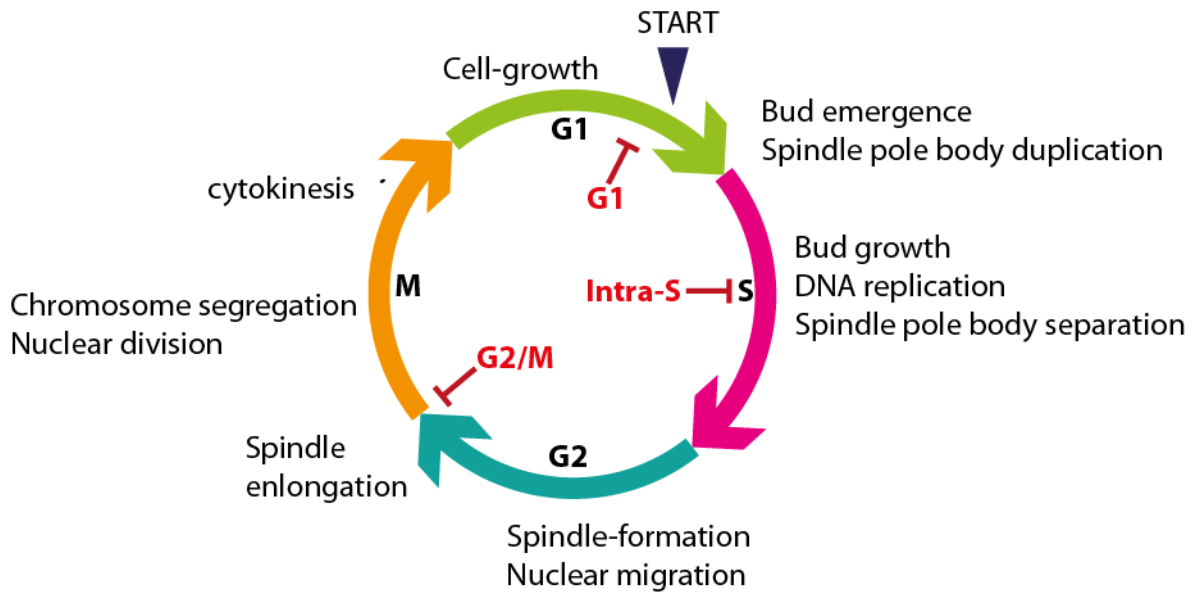 START
Cell-growth
G1
Bud emergence
Spindle pole body duplication
G1
cytokinesis
Bud growth
DNA replication
Spindle pole body separation
Intra-S
S
M
Chromosome segregation
Nuclear division
G2/M
Spindle
enlongation
G2
Spindle-formation
Nuclear migration